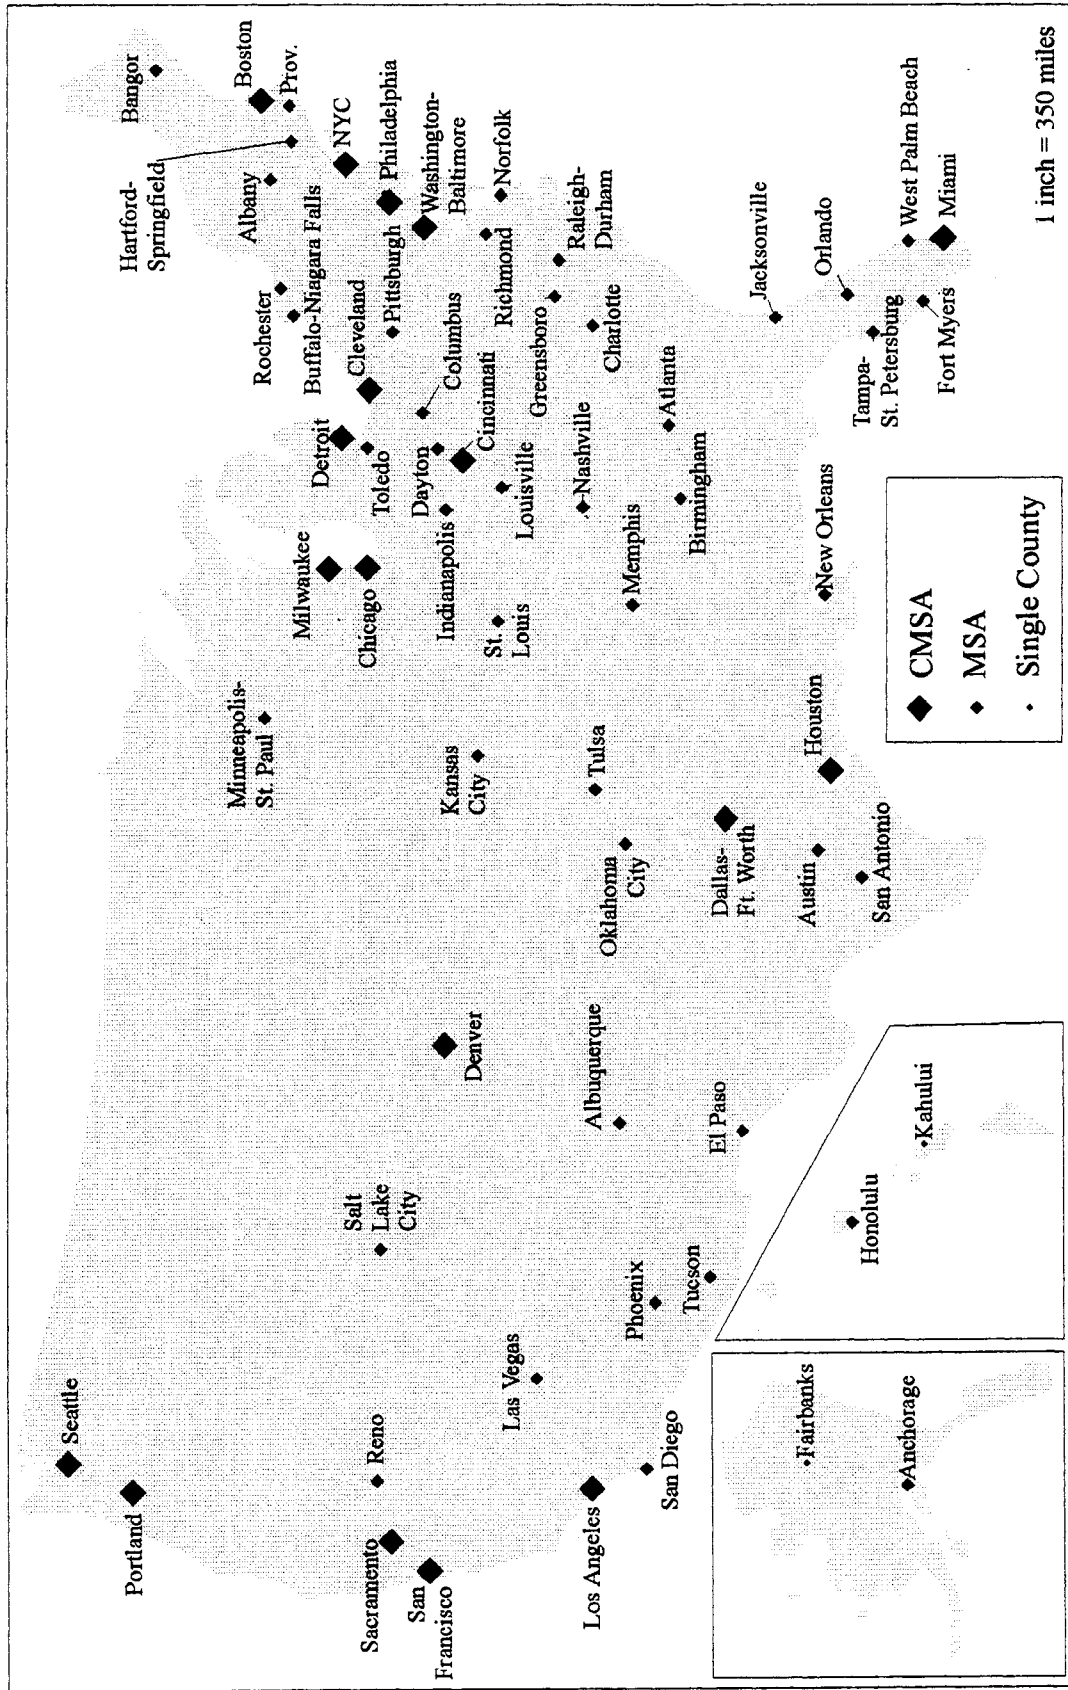 Seattle
Portland
Sacramento
San
Francisco
Reno
Los Angeles
San Diego
Las Vegas
Salt
Lake
City
Phoenix
Tucson
Denver
Albuquerque
El Paso
Minneapolis-
St. Paul
Kansas
City
Tulsa
Oklahoma
City
Dallas-
Ft. Worth
Austin
San Antonio
Houston
Milwaukee
Chicago
Indianapolis
St.
Louis
Memphis
New Orleans
Detroit
Toledo
Dayton
Cincinnati
Columbus
Louisville
Nashville
Birmingham
Atlanta
Cleveland
Pittsburgh
Rochester
Buffalo-Niagara Falls
Albany
Hartford-
Springfield
Bangor
Boston
Prov.
NYC
Philadelphia
Washington-
Baltimore
Norfolk
Richmond
Raleigh-
Durham
Greensboro
Charlotte
Jacksonville
Orlando
Tampa-
St. Petersburg
Fort Myers
West Palm Beach
Miami
Fairbanks
Anchorage
Honolulu
Kahului
CMSA
MSA
Single County
1 inch = 350 miles